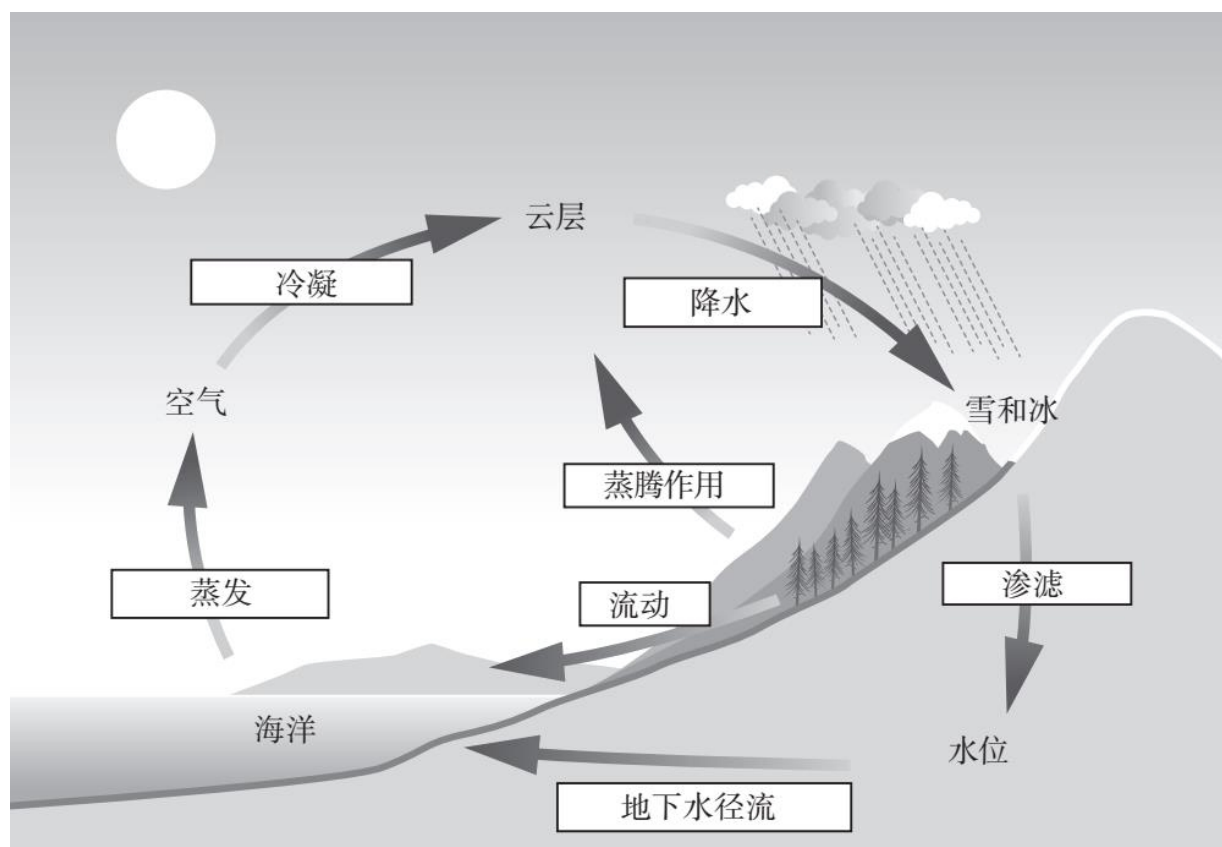 云层
冷凝
降水
空气
雪和冰
蒸腾作用
蒸发
流动
渗滤
海洋
水位
地下水径流